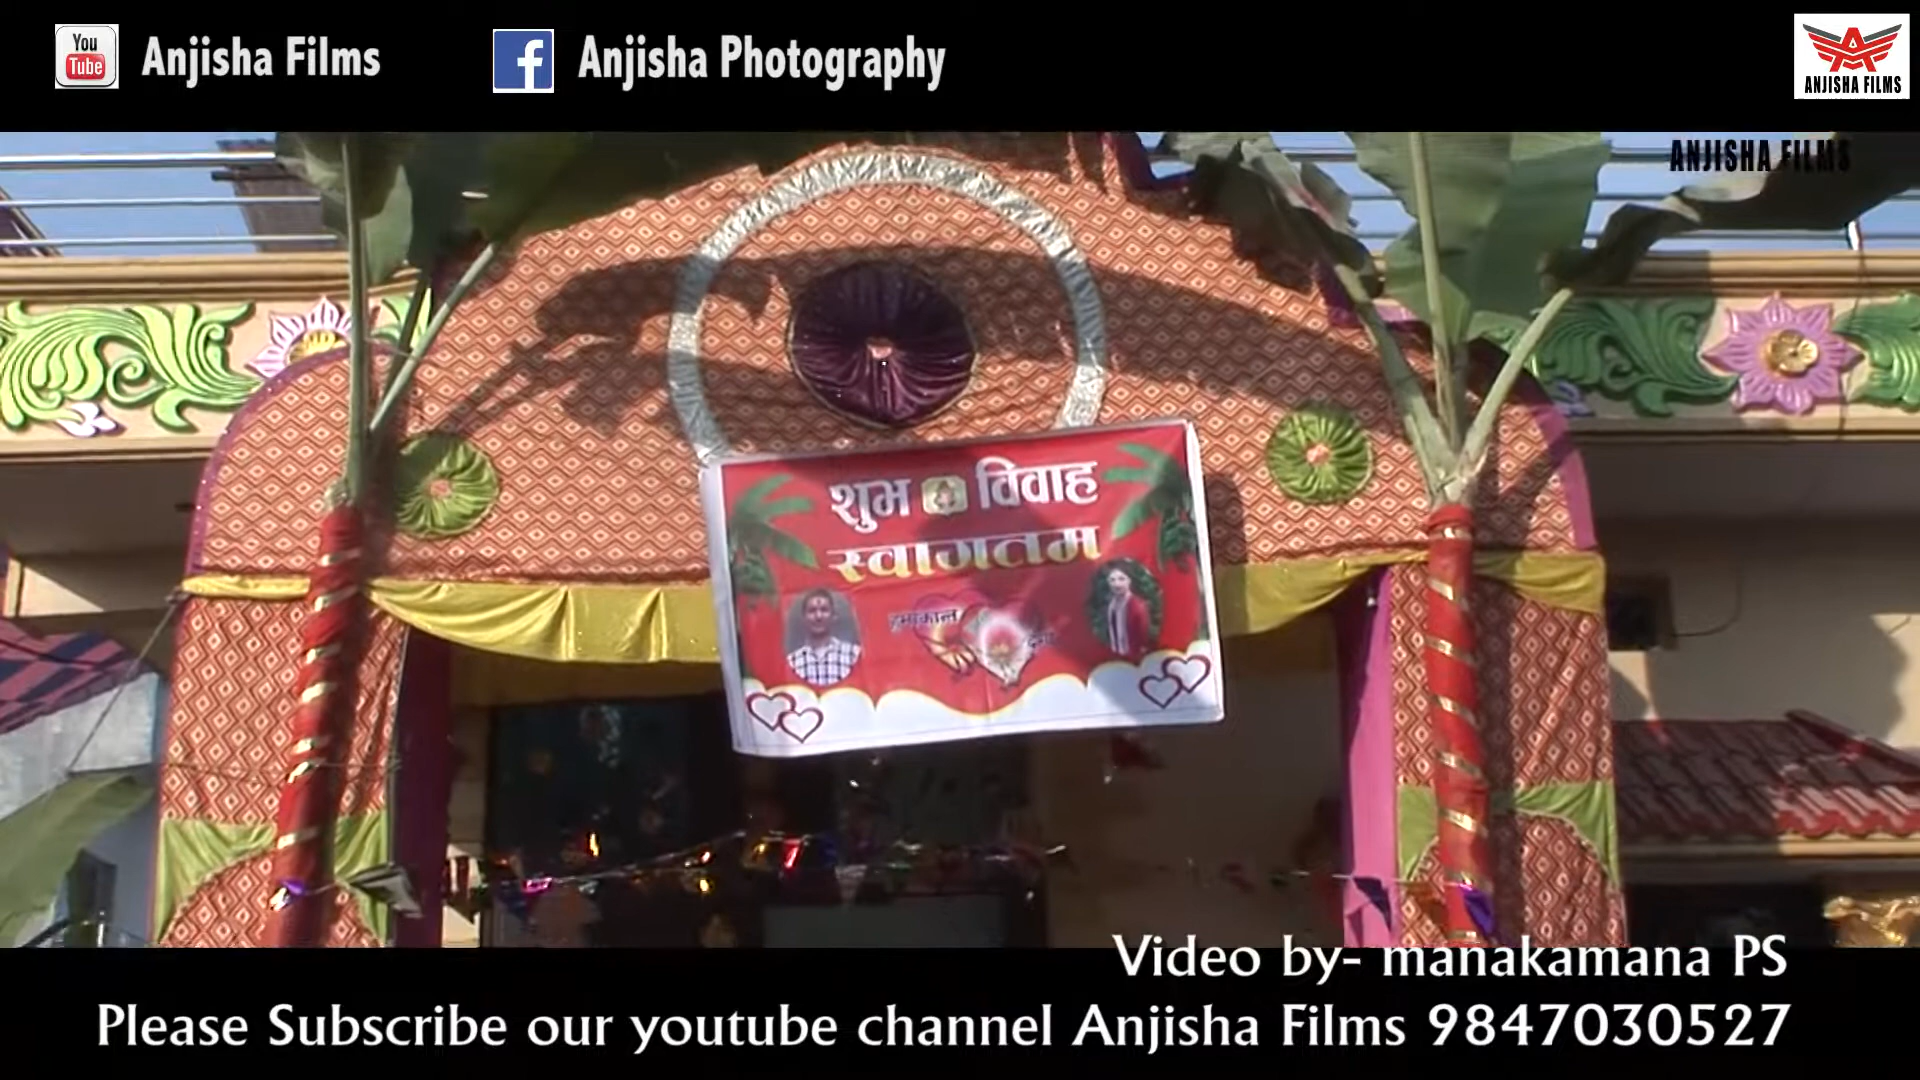 You
Tube
Anjisha Films
Anjisha Photography
ANJISHA FILMS
ANJISHA FILMS
शुभ विवाह
स्वागतम
Video by- manakamana PS
Please Subscribe our youtube channel Anjisha Films 9847030527